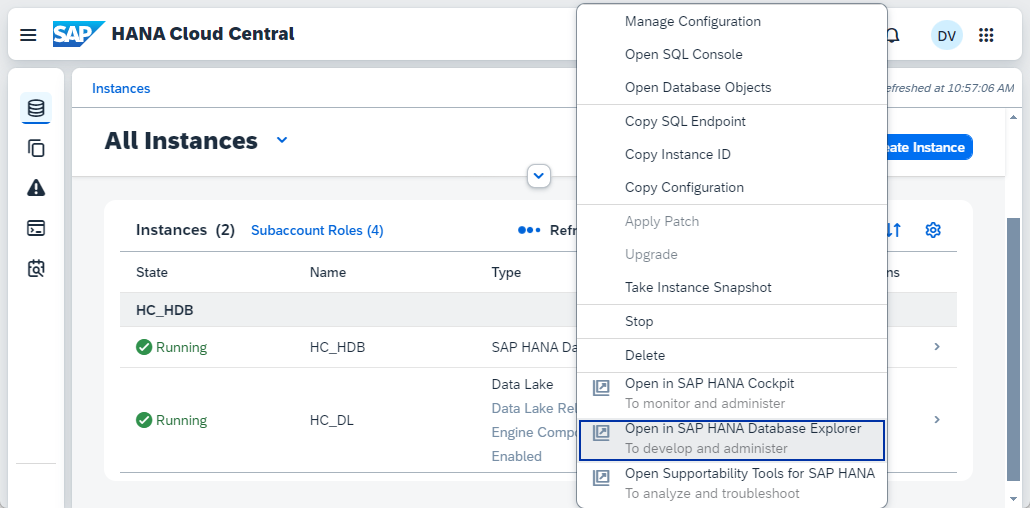 SAP HANA Cloud Central
DV
Instances
efreshed at 10:57:06 AM
All Instances
eate Instance
Instances (2) Subaccount Roles (4)
Refr
State Name Type ns
HC_HDB
Running HC_HDB SAP HANA Da
Running HC_DL Data Lake
Data Lake Rel
Engine Compo
Enabled
Manage Configuration
Open SQL Console
Open Database Objects
Copy SQL Endpoint
Copy Instance ID
Copy Configuration
Apply Patch
Upgrade
Take Instance Snapshot
Stop
Delete
Open in SAP HANA Cockpit
To monitor and administer
Open in SAP HANA Database Explorer
To develop and administer
Open Supportability Tools for SAP HANA
To analyze and troubleshoot